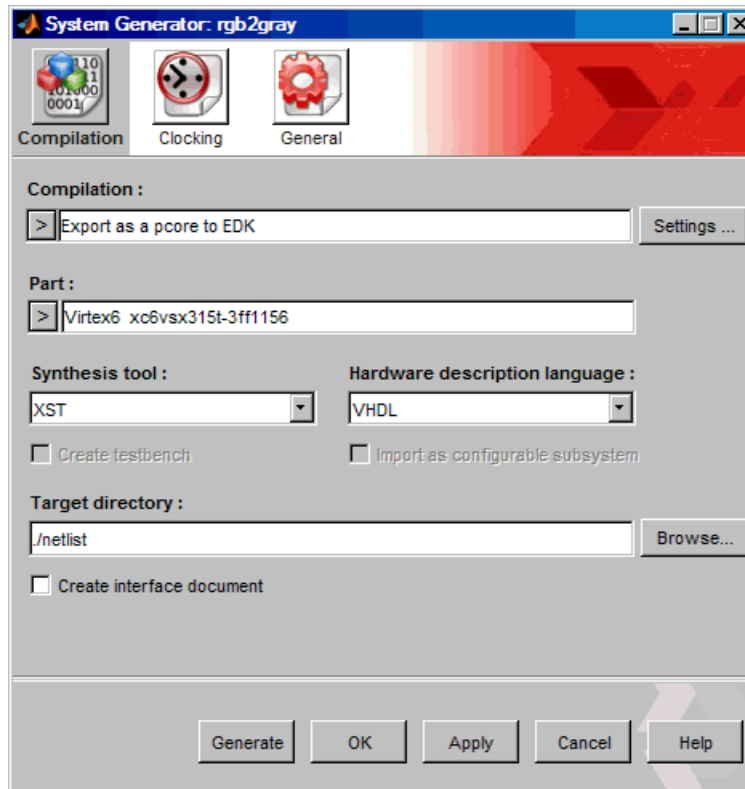 System Generator: rgb2gray
Compilation Clocking General
Compilation :
> Export as a pcore to EDK Settings ...
Part :
> Virtex6 xc6vsx315t-3ff1156
Synthesis tool : Hardware description language :
XST VHDL
Create testbench Import as configurable subsystem
Target directory :
./netlist Browse...
Create interface document
Generate OK Apply Cancel Help